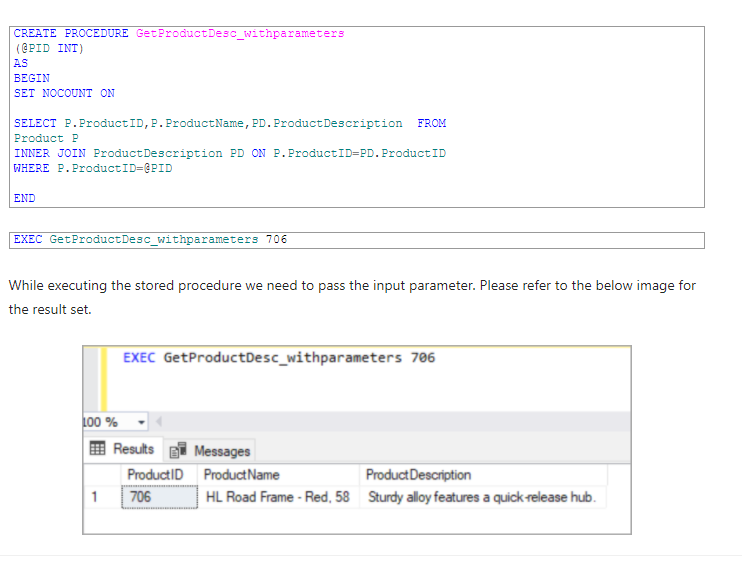 CREATE PROCEDURE GetProductDesc_withparameters
(@PID INT)
AS
BEGIN
SET NOCOUNT ON
SELECT P.ProductID,P.ProductName,PD.ProductDescription  FROM
Product P
INNER JOIN ProductDescription PD ON P.ProductID=PD.ProductID
WHERE P.ProductID=@PID
END
EXEC GetProductDesc_withparameters 706
While executing the stored procedure we need to pass the input parameter. Please refer to the below image for
the result set.
EXEC GetProductDesc_withparameters 706
100 %
Results Messages
ProductID ProductName ProductDescription
1 706 HL Road Frame - Red, 58 Sturdy alloy features a quick-release hub.